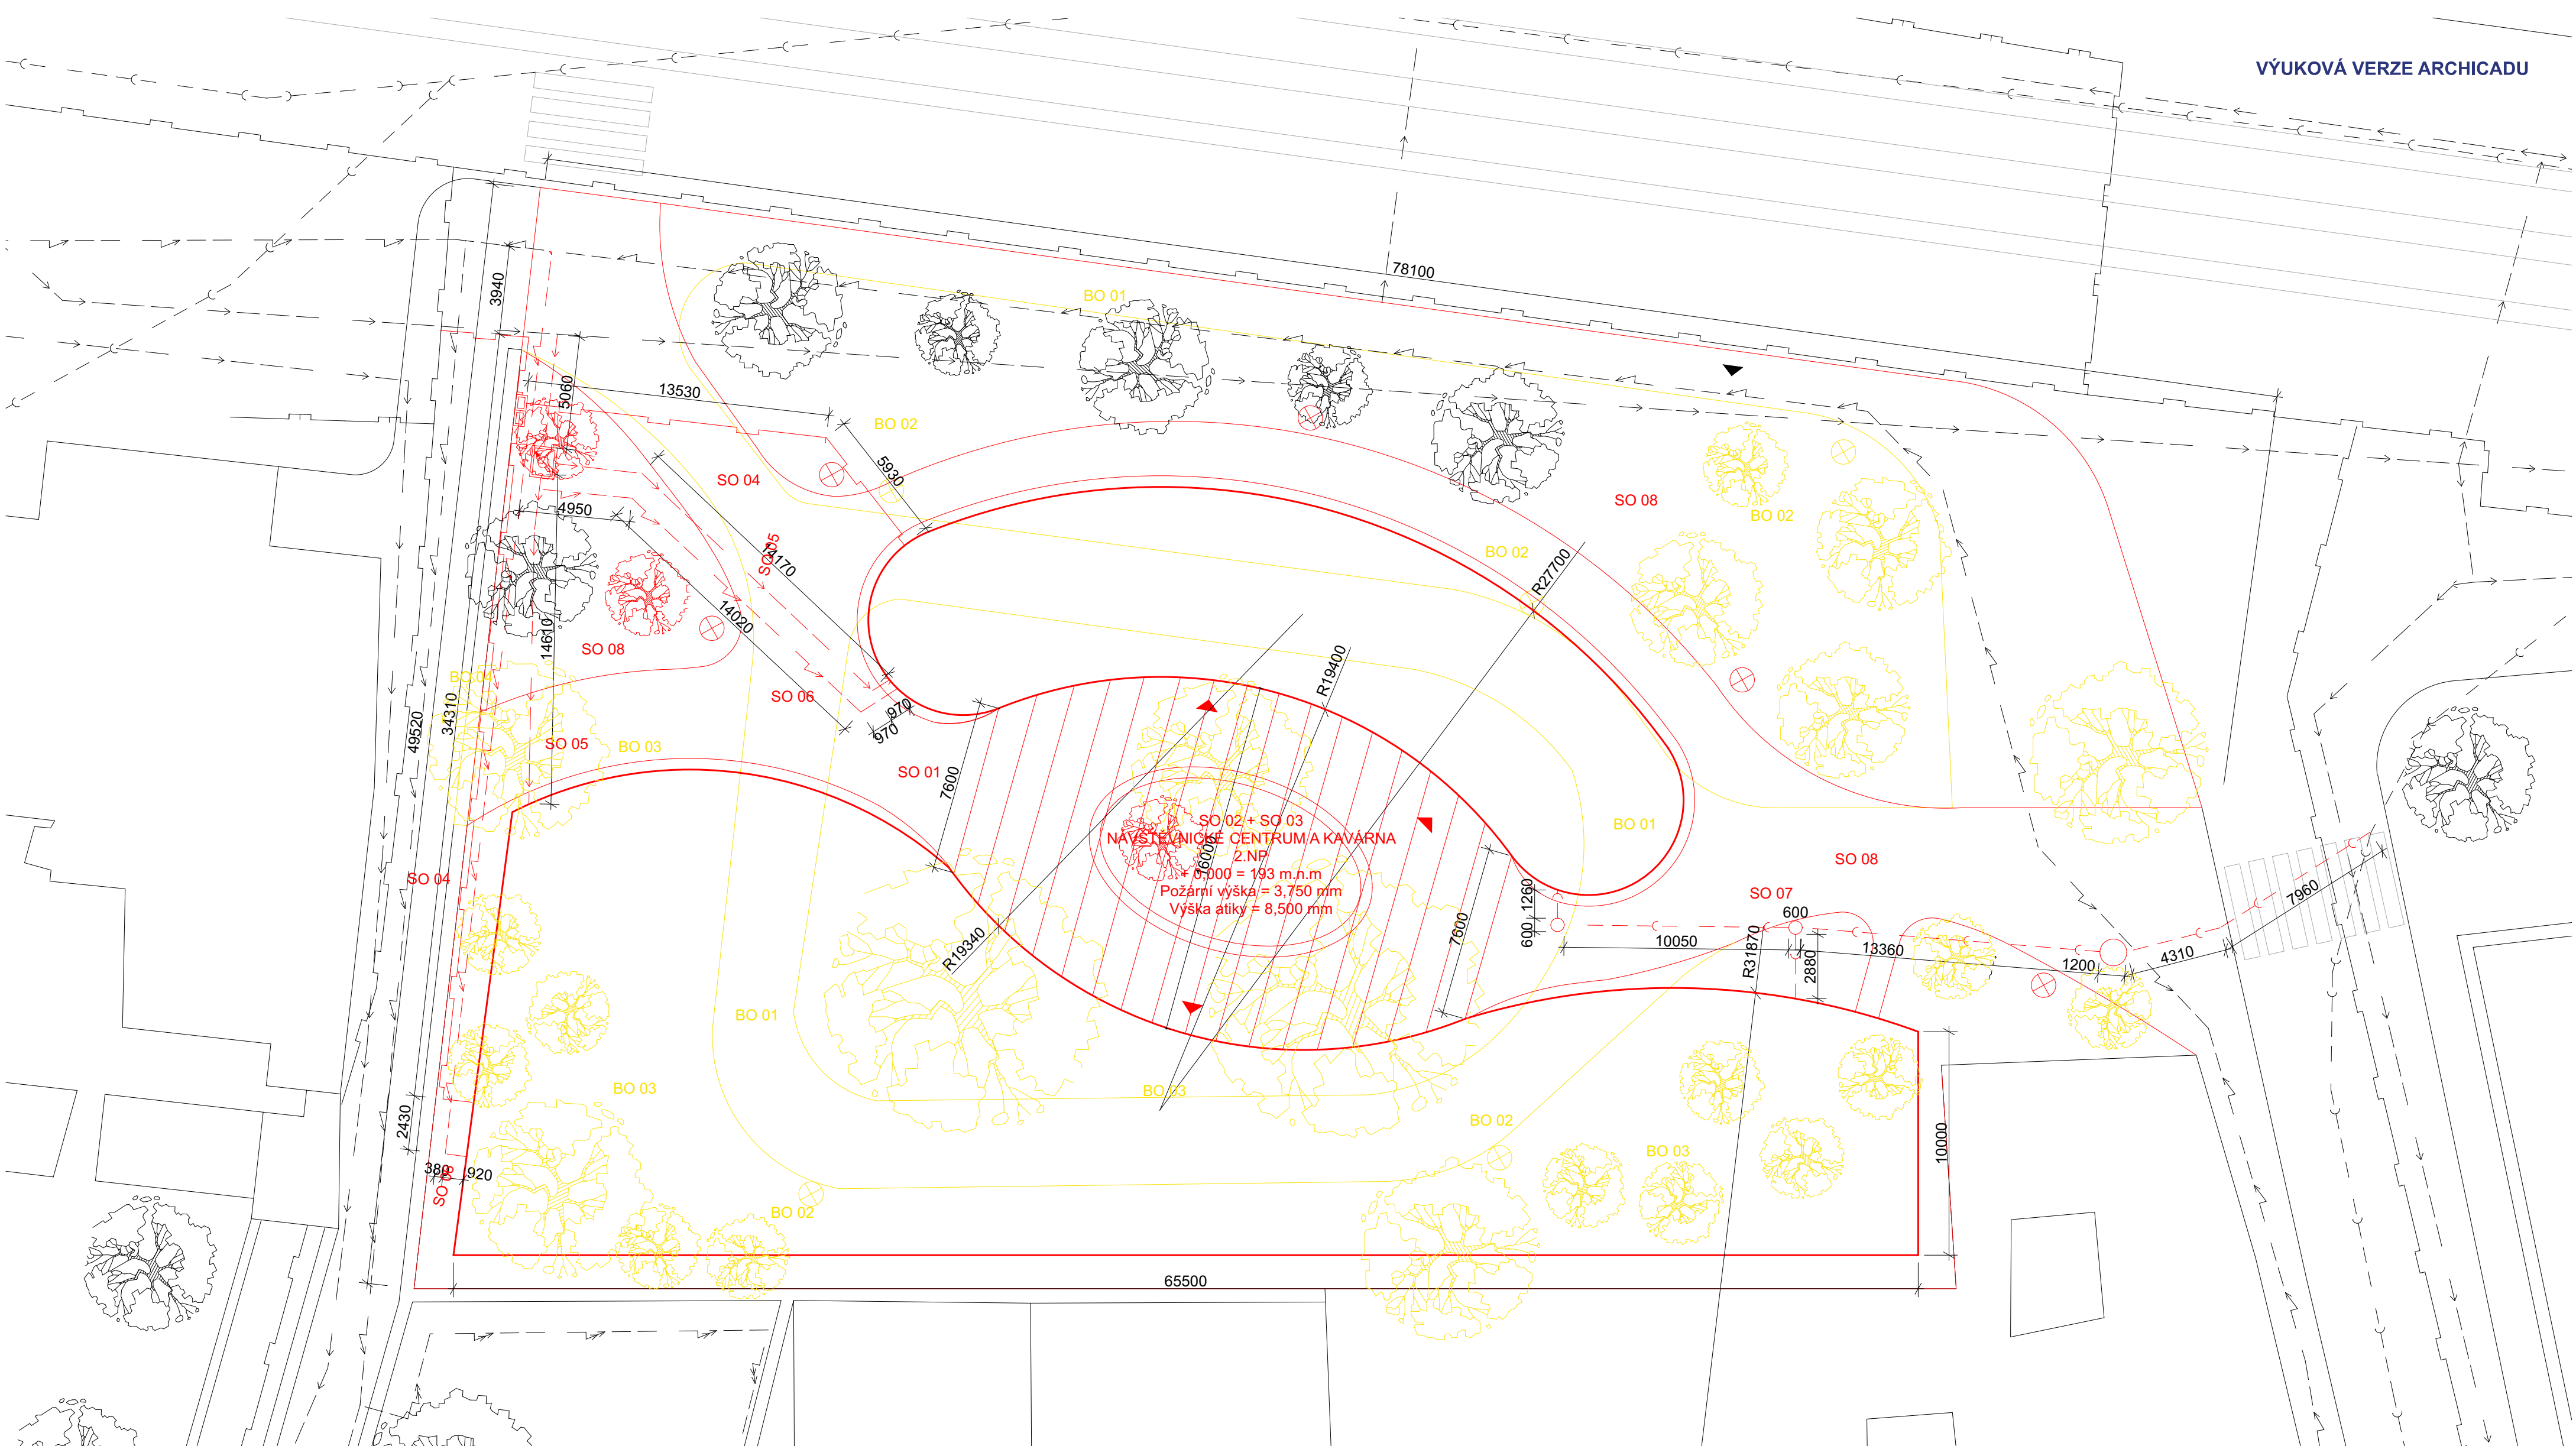 VÝUKOVÁ VERZE ARCHICADU
78100
3940
BO 01
5060
13530
BO 02
5930
SO 04
SO 08
BO 02
4950
SO 05
14170
BO 02
R27700
14020
14610
SO 08
R19400
BO 04
SO 06
34310
49520
970
970
SO 05
BO 03
SO 01
7600
SO 02 + SO 03
NÁVŠTĚVNICKÉ CENTRUM A KAVÁRNA
2.NP
+ 0,000 = 193 m.n.m
Požární výška = 3,750 mm
Výška atiky = 8,500 mm
16000
BO 01
SO 08
SO 04
SO 07
7960
1260
600
600
7600
R19340
10050
R31870
2880
13360
1200
4310
BO 01
BO 03
BO 03
2430
BO 02
10000
BO 03
380
920
SO 06
BO 02
65500